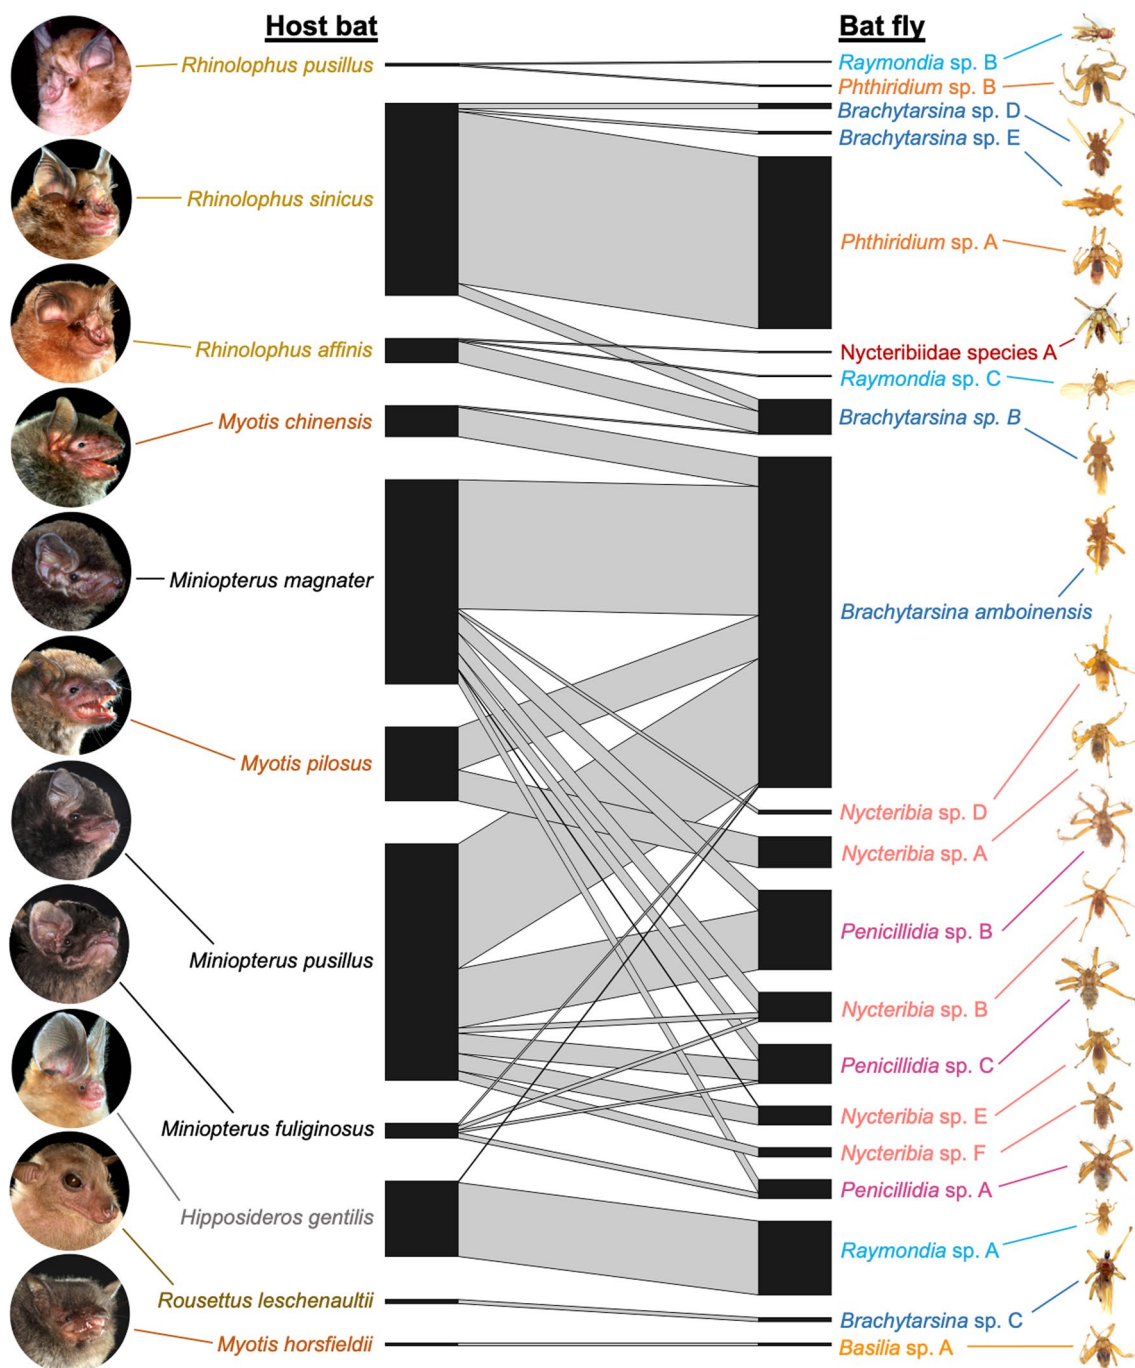 Host bat
Bat fly
Rhinolophus pusillus
Rhinolophus sinicus
Rhinolophus affinis
Myotis chinensis
Miniopterus magnater
Myotis pilosus
Miniopterus pusillus
Miniopterus fuliginosus
Hipposideros gentilis
Rousettus leschenaultii
Myotis horsfieldii
Raymondia sp. B
Phthiridium sp. B
Brachytarsina sp. D
Brachytarsina sp. E
Phthiridium sp. A
Nycteribiidae species A
Raymondia sp. C
Brachytarsina sp. B
Brachytarsina amboinensis
Nycteribia sp. D
Nycteribia sp. A
Penicillidia sp. B
Nycteribia sp. B
Penicillidia sp. C
Nycteribia sp. E
Nycteribia sp. F
Penicillidia sp. A
Raymondia sp. A
Brachytarsina sp. C
Basilia sp. A